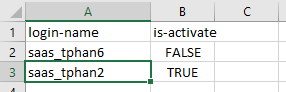 A B C
1 login-name is-activate
2 saas_tphan6 FALSE
3 saas_tphan2 TRUE